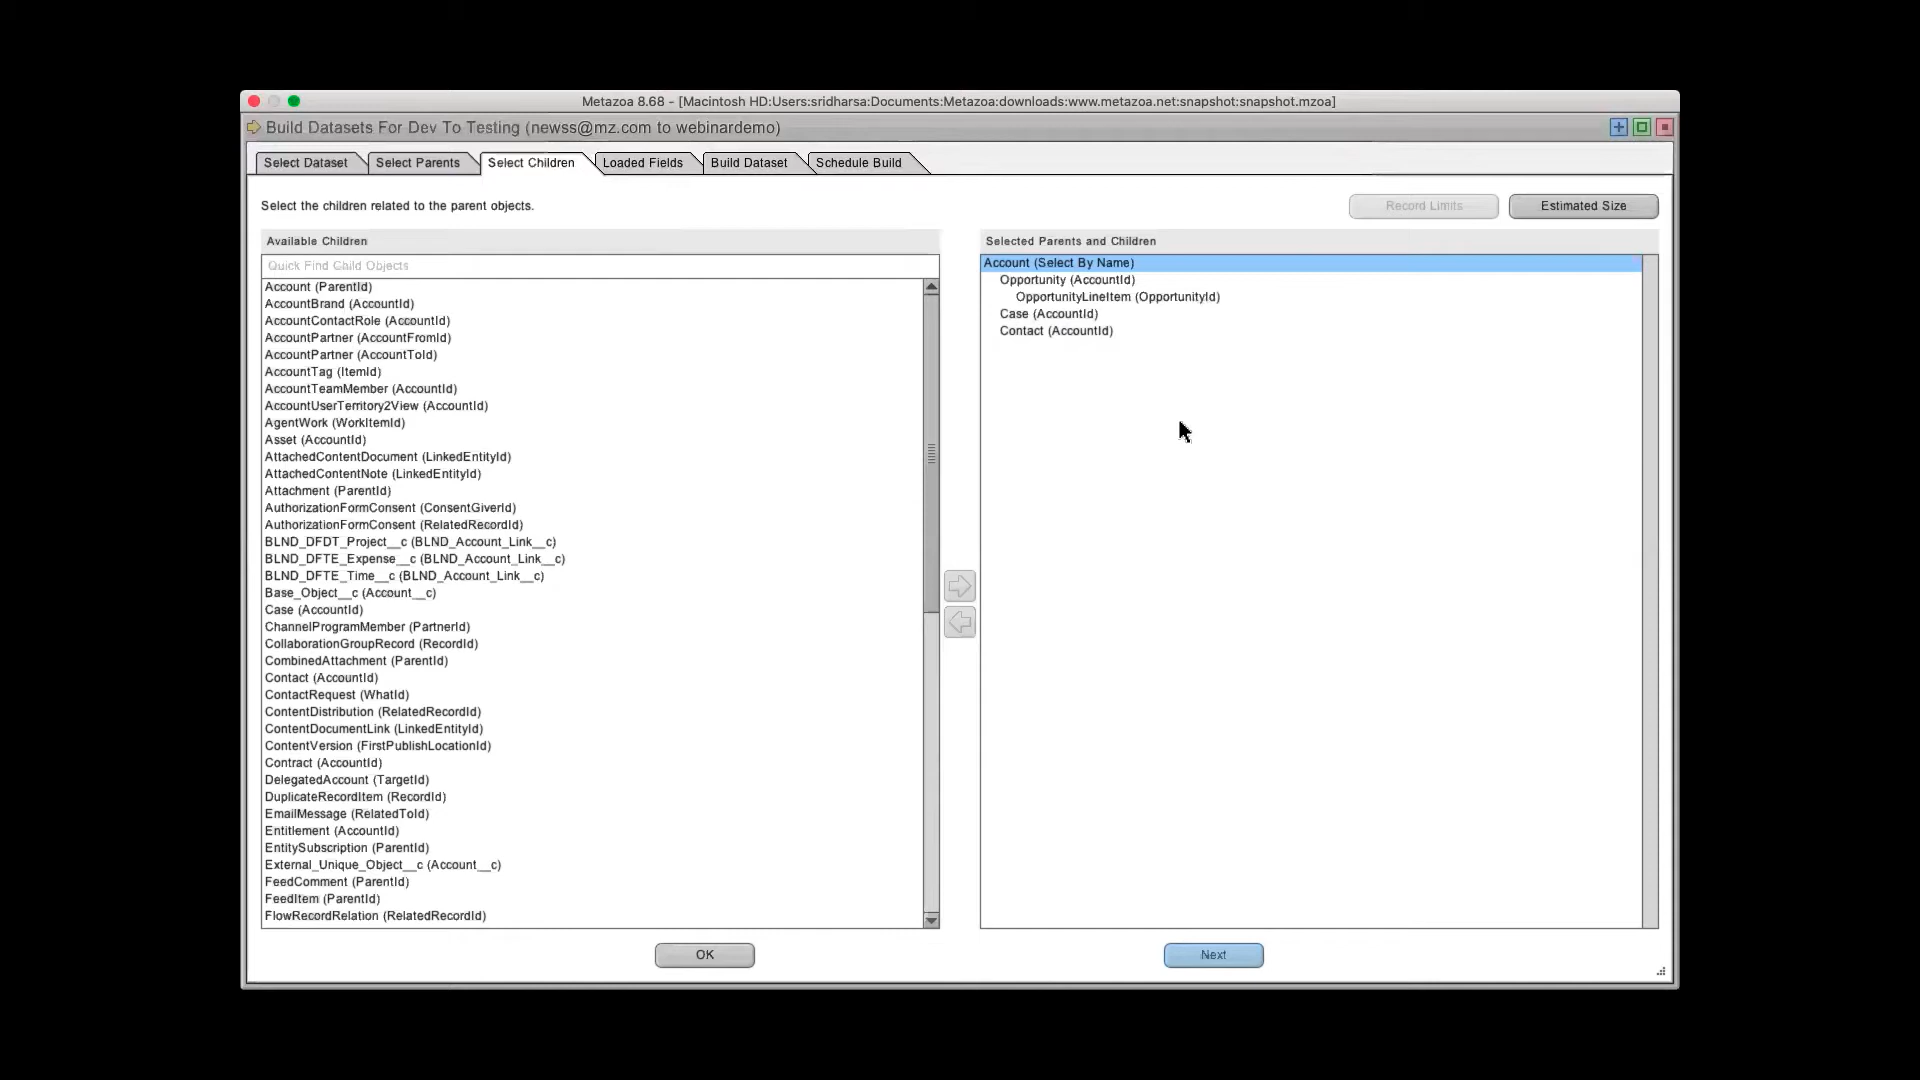 Metazoa 8.68 - [Macintosh HD:Users:sridharsa:Documents:Metazoa:downloads:www.metazoa.net:snapshot:snapshot.mzoa]
Build Datasets For Dev To Testing (newss@mz.com to webinardemo)
Select Dataset Select Parents Select Children Loaded Fields Build Dataset Schedule Build
Select the children related to the parent objects.
Record Limits Estimated Size
Available Children
Quick Find Child Objects
Account (ParentId)
AccountBrand (AccountId)
AccountContactRole (AccountId)
AccountPartner (AccountFromId)
AccountPartner (AccountToId)
AccountTag (ItemId)
AccountTeamMember (AccountId)
AccountUserTerritory2View (AccountId)
AgentWork (WorkItemId)
Asset (AccountId)
AttachedContentDocument (LinkedEntityId)
AttachedContentNote (LinkedEntityId)
Attachment (ParentId)
AuthorizationFormConsent (ConsentGiverId)
AuthorizationFormConsent (RelatedRecordId)
BLND_DFDT_Project__c (BLND_Account_Link__c)
BLND_DFTE_Expense__c (BLND_Account_Link__c)
BLND_DFTE_Time__c (BLND_Account_Link__c)
Base_Object__c (Account__c)
Case (AccountId)
ChannelProgramMember (PartnerId)
CollaborationGroupRecord (RecordId)
CombinedAttachment (ParentId)
Contact (AccountId)
ContactRequest (WhatId)
ContentDistribution (RelatedRecordId)
ContentDocumentLink (LinkedEntityId)
ContentVersion (FirstPublishLocationId)
Contract (AccountId)
DelegatedAccount (TargetId)
DuplicateRecordItem (RecordId)
EmailMessage (RelatedToId)
Entitlement (AccountId)
EntitySubscription (ParentId)
External_Unique_Object__c (Account__c)
FeedComment (ParentId)
FeedItem (ParentId)
FlowRecordRelation (RelatedRecordId)
Selected Parents and Children
Account (Select By Name)
Opportunity (AccountId)
OpportunityLineItem (OpportunityId)
Case (AccountId)
Contact (AccountId)
OK
Next